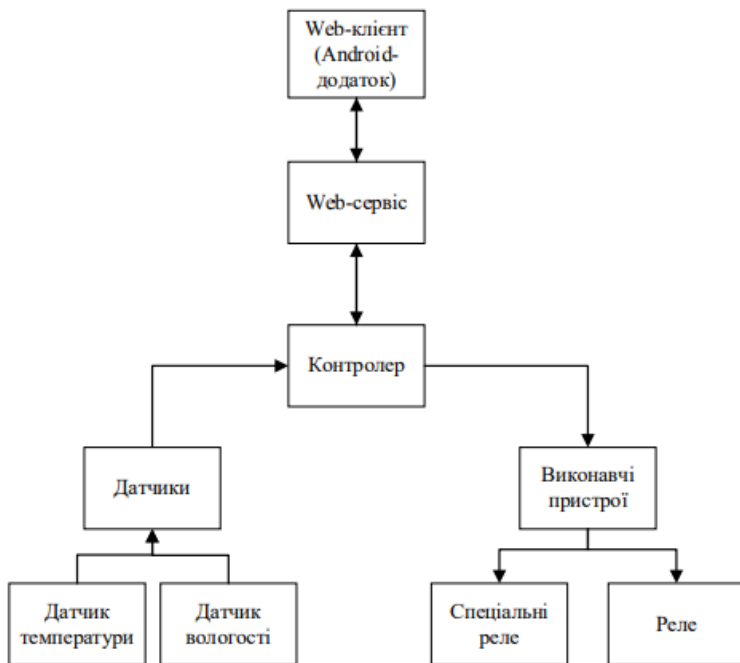 Web-клієнт
(Android-
додаток)
Web-сервіс
Контролер
Датчики
Виконавчі
пристрої
Датчик
температури
Датчик
вологості
Спеціальні
реле
Реле